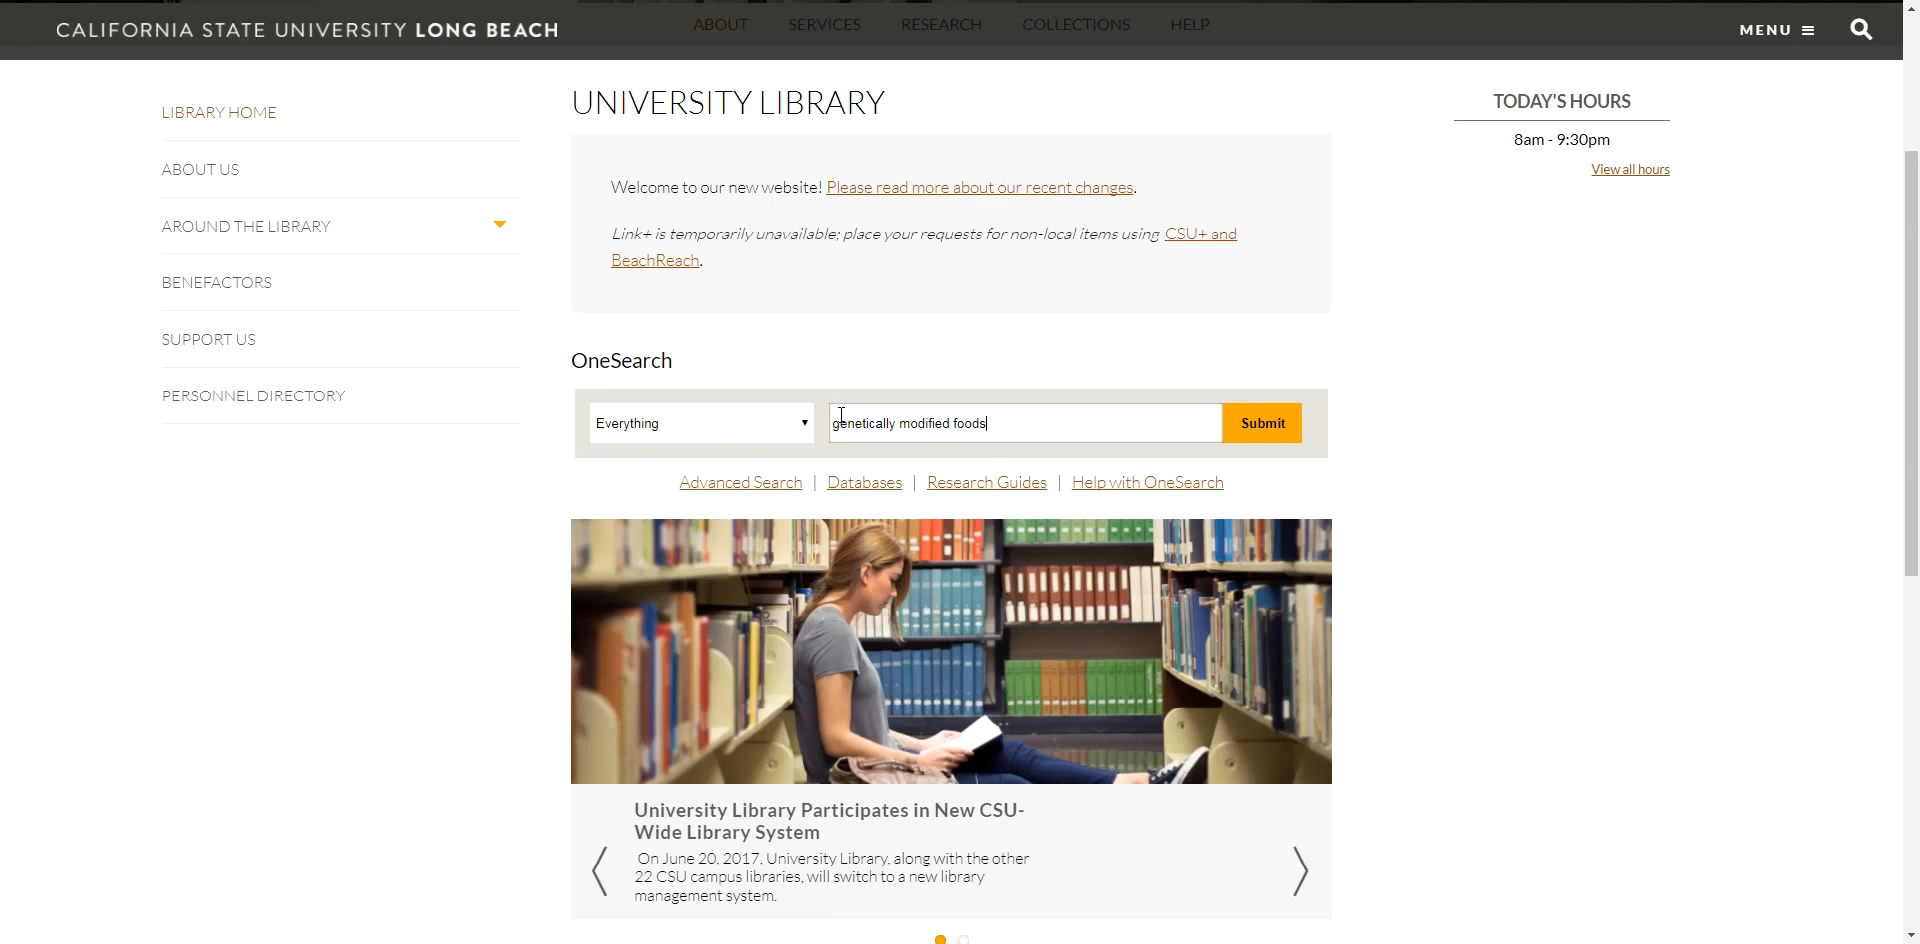 CALIFORNIA STATE UNIVERSITY LONG BEACH
ABOUT SERVICES RESEARCH COLLECTIONS HELP
MENU
LIBRARY HOME
ABOUT US
AROUND THE LIBRARY
BENEFACTORS
SUPPORT US
PERSONNEL DIRECTORY
UNIVERSITY LIBRARY
Welcome to our new website! Please read more about our recent changes.
Link+ is temporarily unavailable; place your requests for non-local items using CSU+ and
BeachReach.
OneSearch
Everything
genetically modified foods
Submit
Advanced Search | Databases | Research Guides | Help with OneSearch
University Library Participates in New CSU-
Wide Library System
On June 20, 2017, University Library, along with the other
22 CSU campus libraries, will switch to a new library
management system.
TODAY'S HOURS
8am - 9:30pm
View all hours